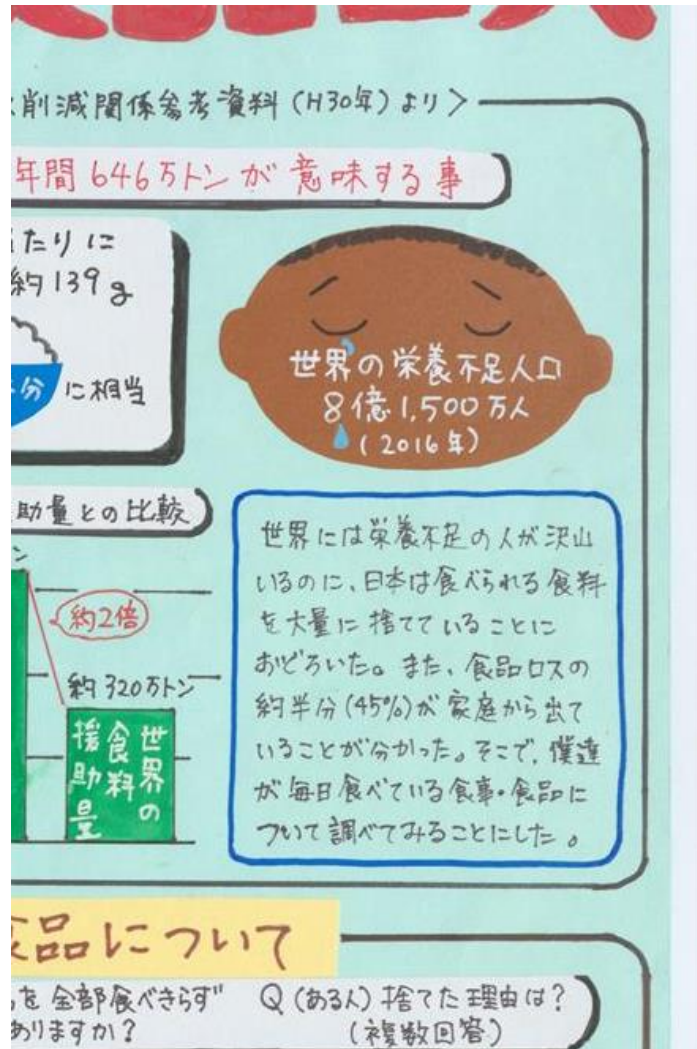 削減関係参考資料(H30年)より〉
年間646万トンが意味する事
たりに
約139g
分に相当
世界の栄養不足人口
8億1,500万人
(2016年)
助量との比較
ン
約2倍
約320万トン
世界の
食料
援助量
世界には栄養不足の人が沢山
いるのに、日本は食べられる食料
を大量に捨てていることに
おどろいた。また、食品ロスの
約半分(45%)が家庭から出て
いることが分かった。そこで、僕達
が毎日食べている食事・食品に
ついて調べてみることにした。
食品について
を全部食べきらず
ありますか?
Q(ある人)捨てた理由は?
(複数回答)